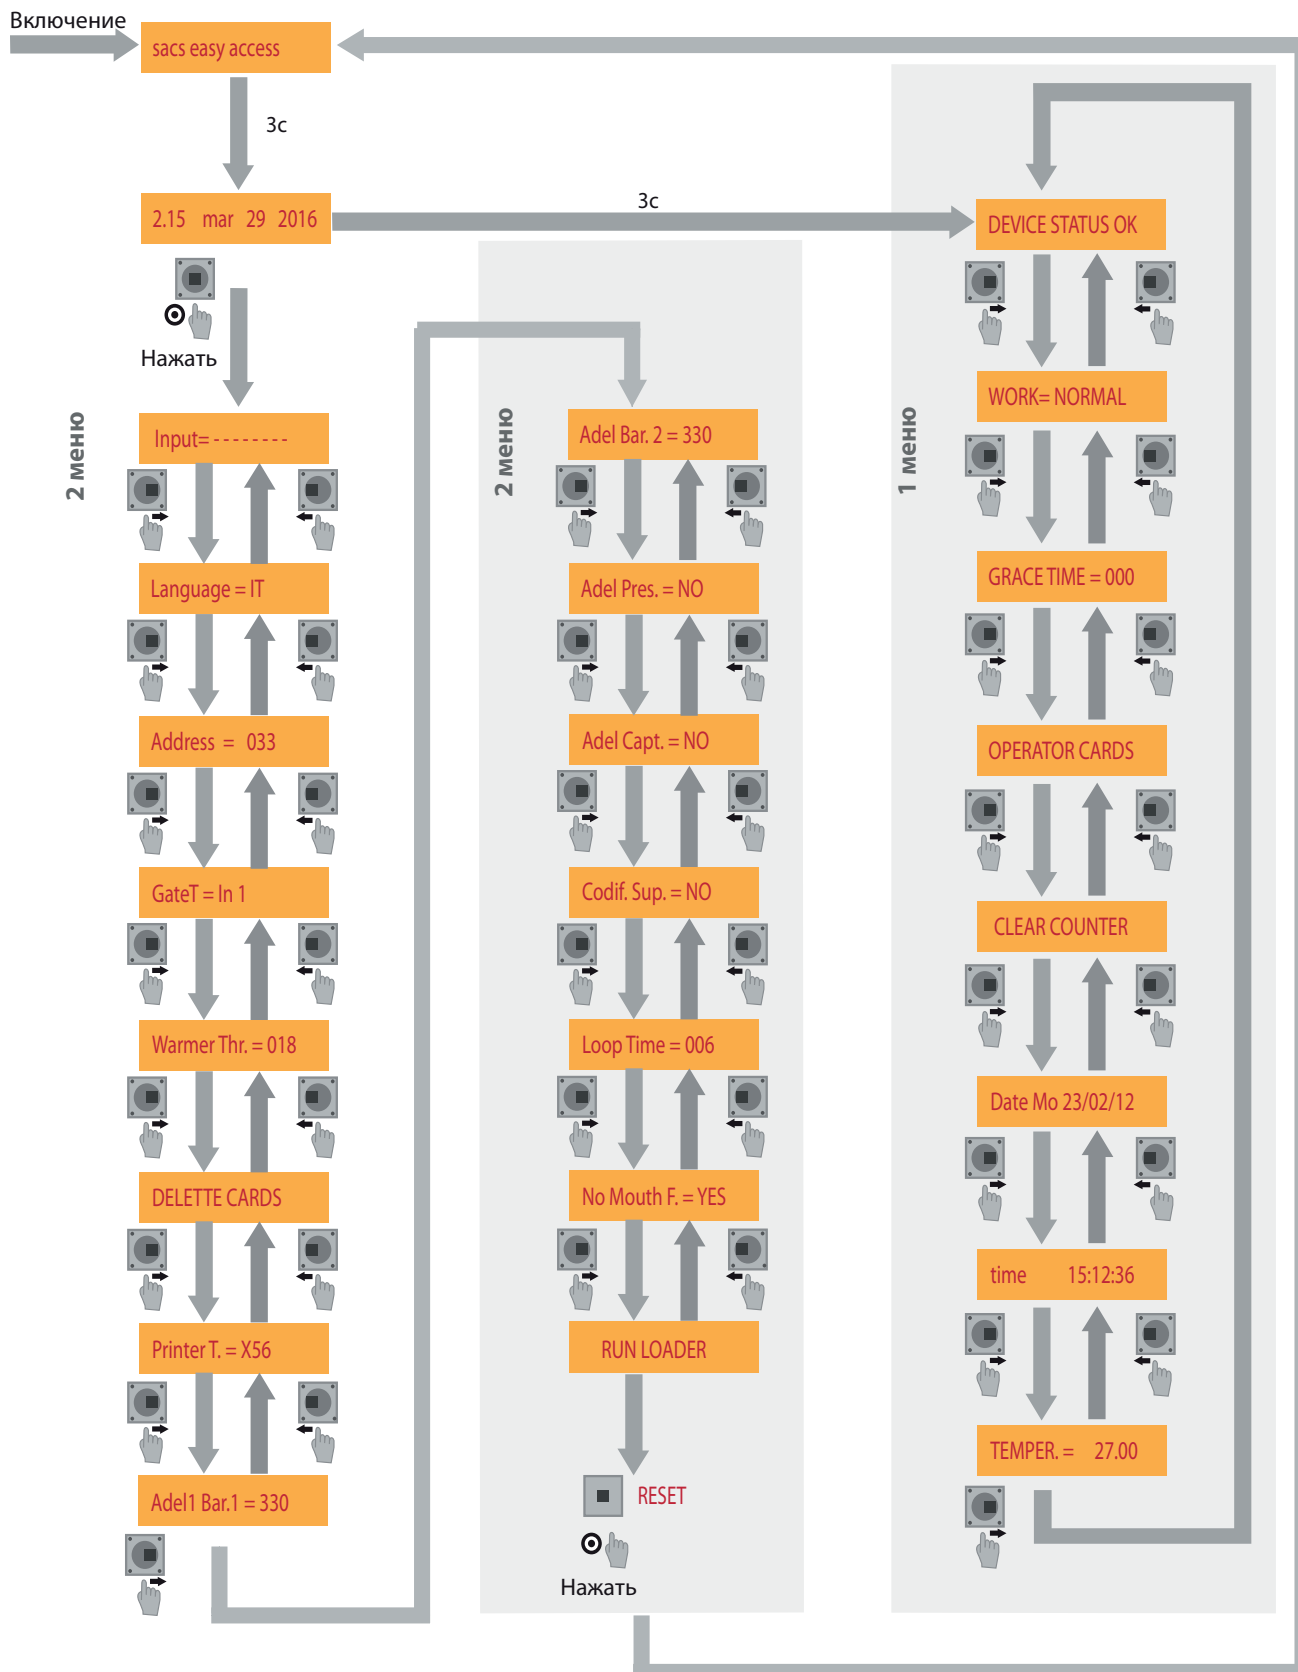 Включение
sacs easy access
3с
2.15 mar 29 2016
3с
Нажать
2 меню
Input= - - - - - - - -
Language = IT
Address = 033
GateT = In 1
Warmer Thr. = 018
DELETTE CARDS
Printer T. = X56
Adel1 Bar.1 = 330
2 меню
Adel Bar. 2 = 330
Adel Pres. = NO
Adel Capt. = NO
Codif. Sup. = NO
Loop Time = 006
No Mouth F. = YES
RUN LOADER
RESET
Нажать
1 меню
DEVICE STATUS OK
WORK= NORMAL
GRACE TIME = 000
OPERATOR CARDS
CLEAR COUNTER
Date Mo 23/02/12
time 15:12:36
TEMPER. = 27.00